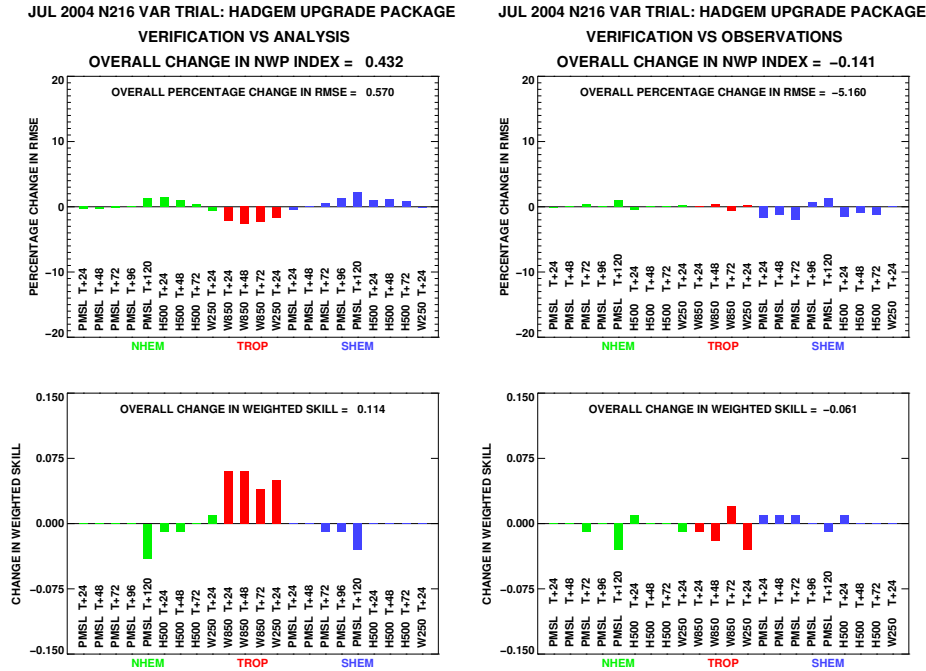 JUL 2004 N216 VAR TRIAL: HADGEM UPGRADE PACKAGE
VERIFICATION VS ANALYSIS
OVERALL CHANGE IN NWP INDEX = 0.432
OVERALL PERCENTAGE CHANGE IN RMSE = 0.570
PERCENTAGE CHANGE IN RMSE
20
10
0
−10
−20
PMSL T+24
PMSL T+48
PMSL T+72
PMSL T+96
PMSL T+120
H500 T+24
H500 T+48
H500 T+72
W250 T+24
W850 T+24
W850 T+48
W850 T+72
W250 T+24
PMSL T+24
PMSL T+48
PMSL T+72
PMSL T+96
PMSL T+120
H500 T+24
H500 T+48
H500 T+72
W250 T+24
NHEM TROP SHEM
JUL 2004 N216 VAR TRIAL: HADGEM UPGRADE PACKAGE
VERIFICATION VS OBSERVATIONS
OVERALL CHANGE IN NWP INDEX = −0.141
OVERALL PERCENTAGE CHANGE IN RMSE = −5.160
PERCENTAGE CHANGE IN RMSE
20
10
0
−10
−20
PMSL T+24
PMSL T+48
PMSL T+72
PMSL T+96
PMSL T+120
H500 T+24
H500 T+48
H500 T+72
W250 T+24
W850 T+24
W850 T+48
W850 T+72
W250 T+24
PMSL T+24
PMSL T+48
PMSL T+72
PMSL T+96
PMSL T+120
H500 T+24
H500 T+48
H500 T+72
W250 T+24
NHEM TROP SHEM
OVERALL CHANGE IN WEIGHTED SKILL = 0.114
CHANGE IN WEIGHTED SKILL
0.150
0.075
0.000
−0.075
−0.150
PMSL T+24
PMSL T+48
PMSL T+72
PMSL T+96
PMSL T+120
H500 T+24
H500 T+48
H500 T+72
W250 T+24
W850 T+24
W850 T+48
W850 T+72
W250 T+24
PMSL T+24
PMSL T+48
PMSL T+72
PMSL T+96
PMSL T+120
H500 T+24
H500 T+48
H500 T+72
W250 T+24
NHEM TROP SHEM
OVERALL CHANGE IN WEIGHTED SKILL = −0.061
CHANGE IN WEIGHTED SKILL
0.150
0.075
0.000
−0.075
−0.150
PMSL T+24
PMSL T+48
PMSL T+72
PMSL T+96
PMSL T+120
H500 T+24
H500 T+48
H500 T+72
W250 T+24
W850 T+24
W850 T+48
W850 T+72
W250 T+24
PMSL T+24
PMSL T+48
PMSL T+72
PMSL T+96
PMSL T+120
H500 T+24
H500 T+48
H500 T+72
W250 T+24
NHEM TROP SHEM